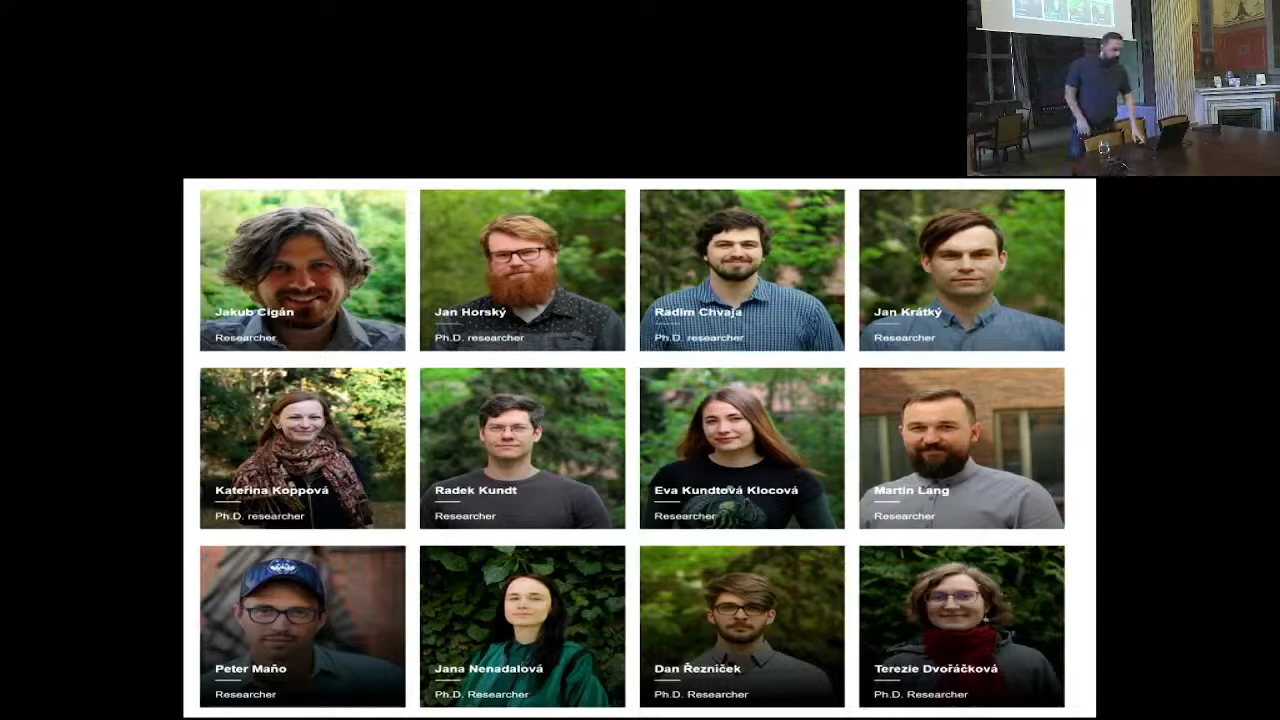 Jakub Cigán
Researcher
Jan Horský
Ph.D. researcher
Radim Chvaja
Ph.D. researcher
Jan Krátký
Researcher
Kateřina Koppová
Ph.D. researcher
Radek Kundt
Researcher
Eva Kundtová Klocová
Researcher
Martin Lang
Researcher
Peter Maňo
Researcher
Jana Nenadalová
Ph.D. Researcher
Dan Řezníček
Ph.D. Researcher
Terezie Dvořáčková
Ph.D. Researcher